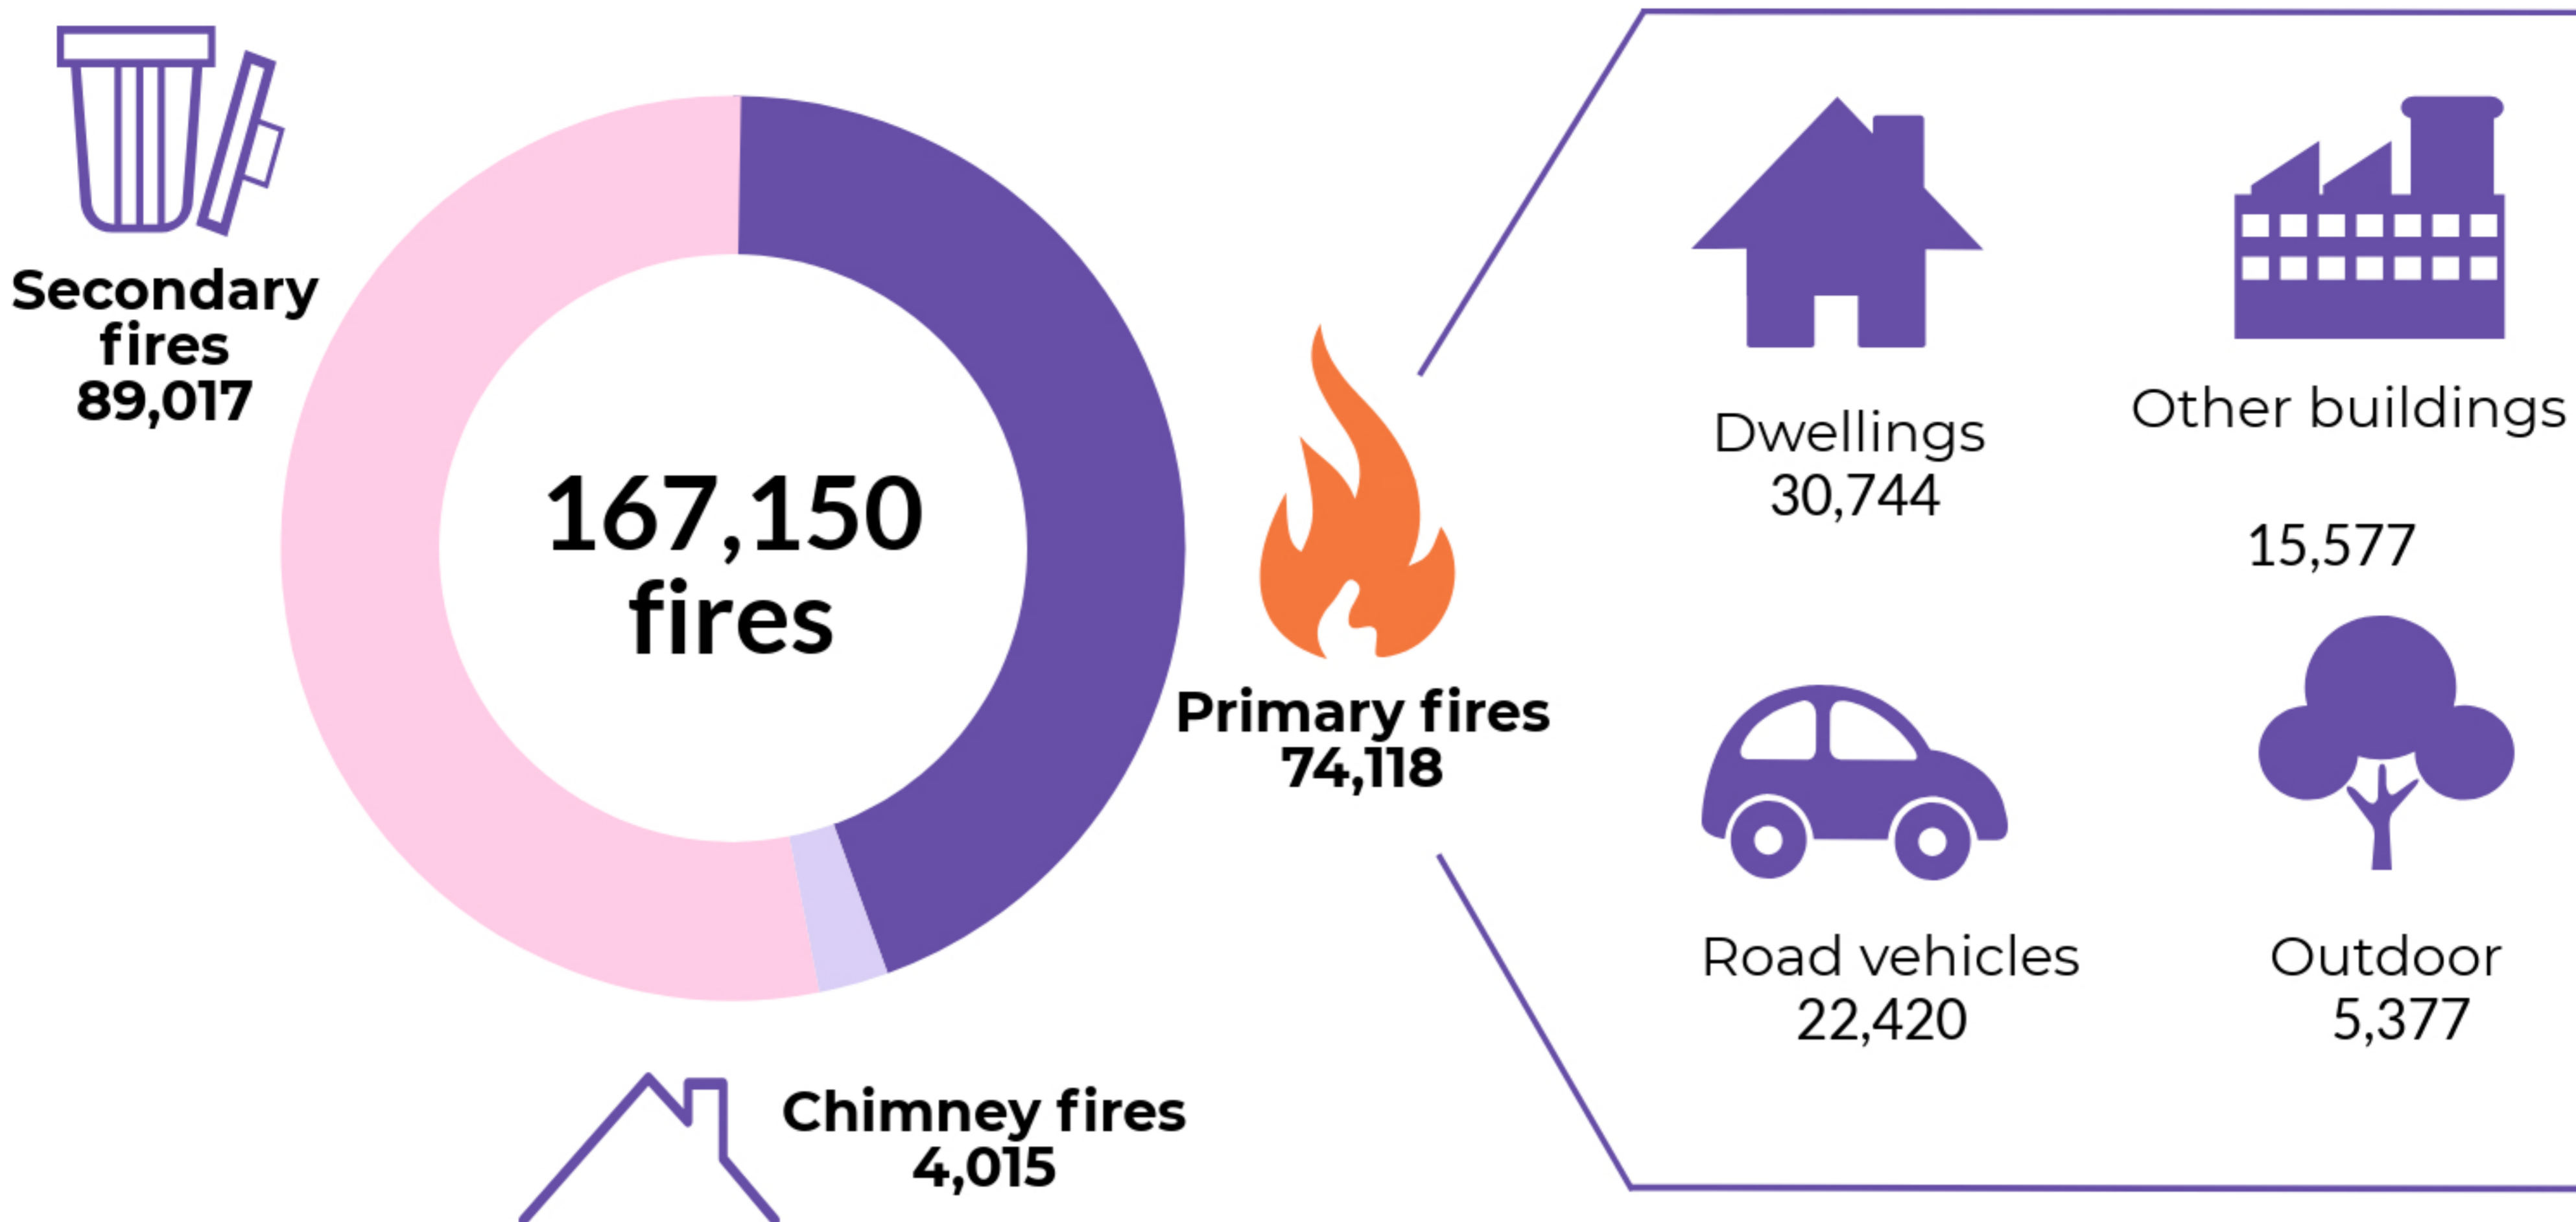 Secondary
fires
89,017
167,150
fires
Primary fires
74,118
Chimney fires
4,015
Dwellings
30,744
Other buildings
15,577
Road vehicles
22,420
Outdoor
5,377